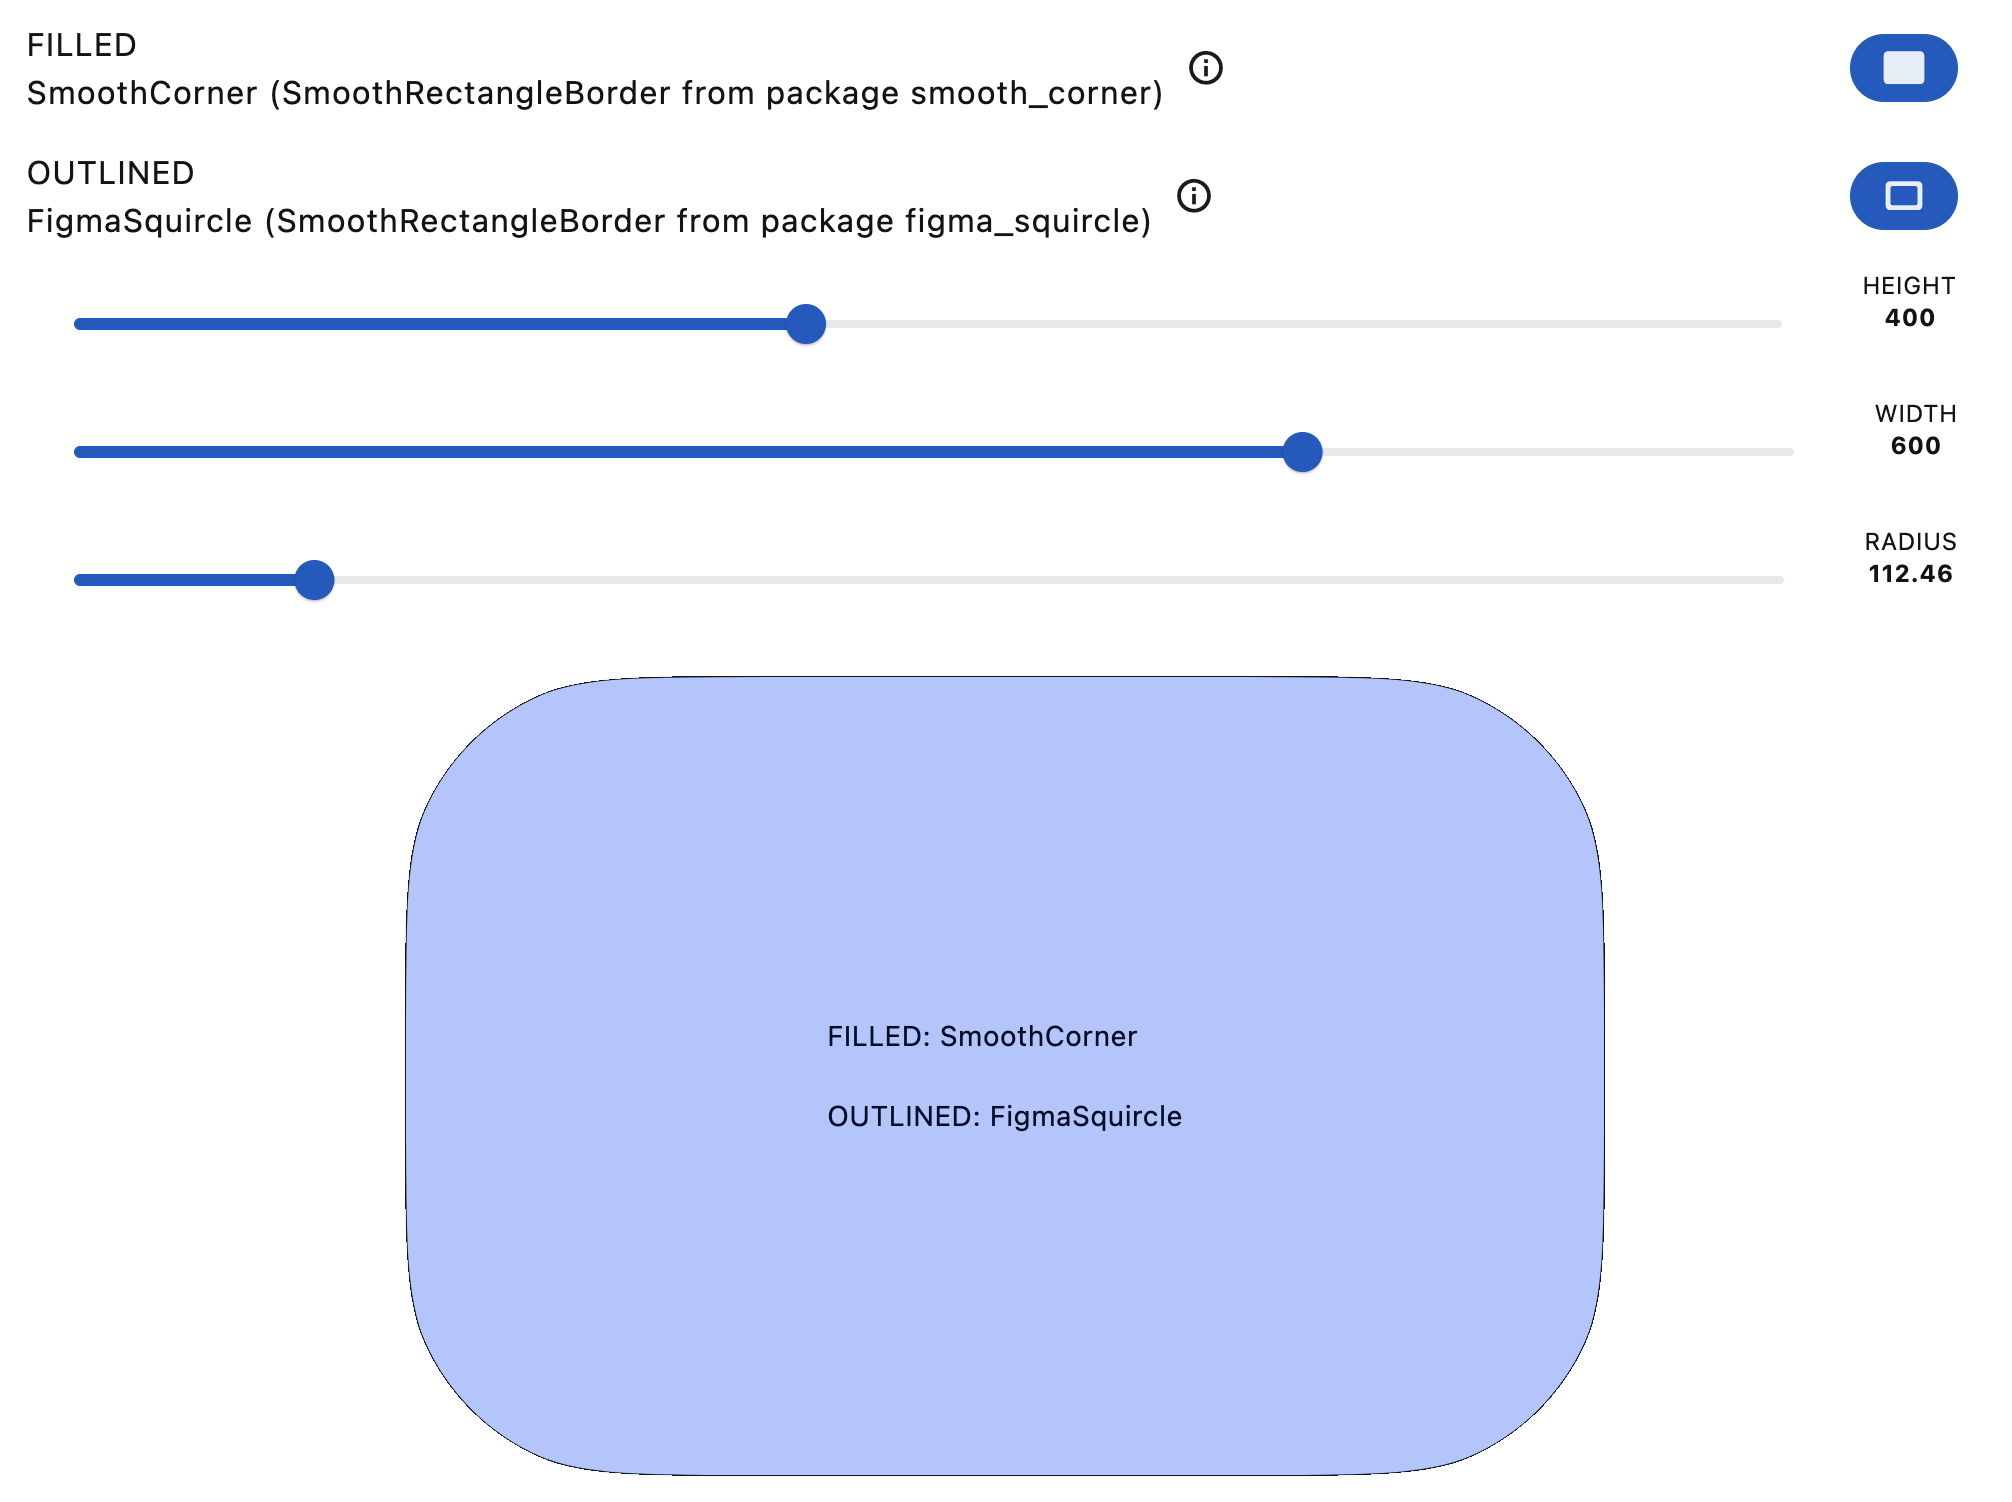 FILLED
SmoothCorner (SmoothRectangleBorder from package smooth_corner)
OUTLINED
FigmaSquircle (SmoothRectangleBorder from package figma_squircle)
HEIGHT
400
WIDTH
600
RADIUS
112.46
FILLED: SmoothCorner
OUTLINED: FigmaSquircle